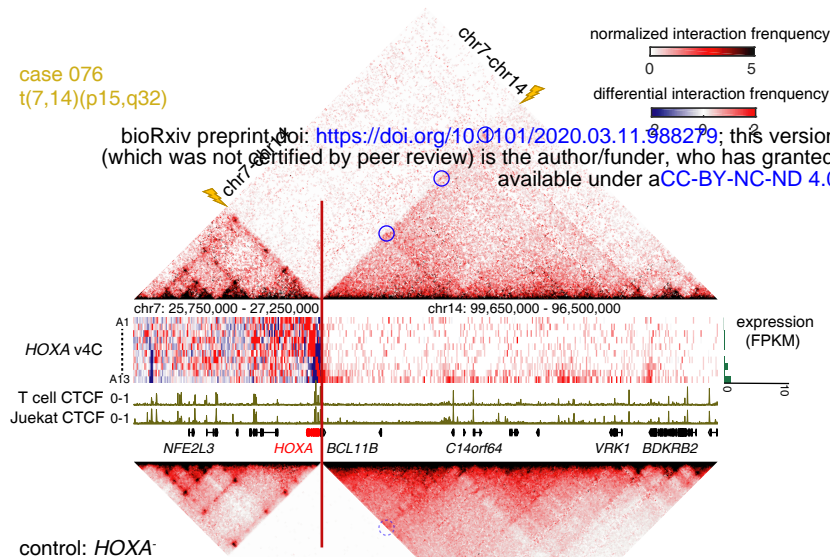 normalized interaction frenquency
chr7-chr14
0 5
case 076
t(7,14)(p15,q32)
differential interaction frenquency
2
bioRxiv preprint doi: https://doi.org/10.1101/2020.03.11.988279; this version
(which was not certified by peer review) is the author/funder, who has granted
available under aCC-BY-NC-ND 4.0
chr7-chr14
chr7: 25,750,000 - 27,250,000 chr14: 99,650,000 - 96,500,000
A1
HOXA v4C
A13
expression
(FPKM)
0 110
T cell CTCF 0-1
Juekat CTCF 0-1
NFE2L3 HOXA BCL11B C14orf64 VRK1 BDKRB2
control: HOXA-